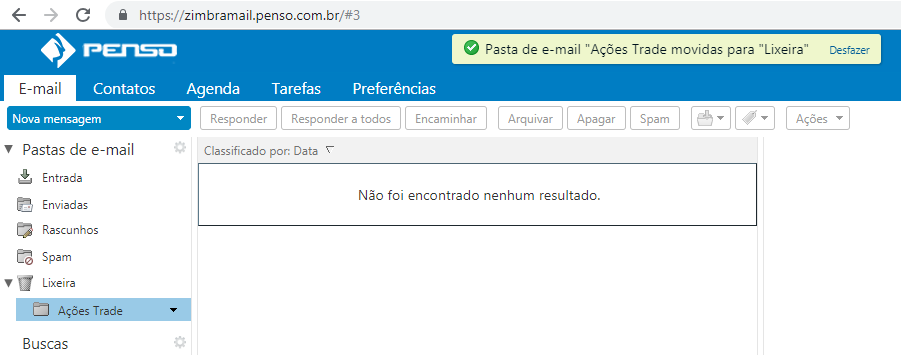 https://zimbramail.penso.com.br/#3
PENSO
Pasta de e-mail "Ações Trade movidas para "Lixeira"
Desfazer
E-mail
Contatos
Agenda
Tarefas
Preferências
Nova mensagem
Responder
Responder a todos
Encaminhar
Arquivar
Apagar
Spam
Ações
Pastas de e-mail
Classificado por: Data
Entrada
Não foi encontrado nenhum resultado.
Enviadas
Rascunhos
Spam
Lixeira
Ações Trade
Buscas